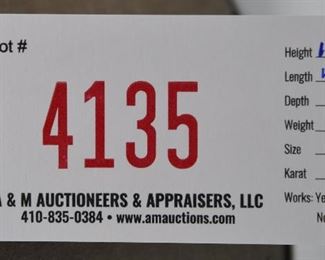 ot #
4135
A & M AUCTIONEERS & APPRAISERS, LLC
410-835-0384 • www.amauctions.com
Height
Length
Depth
Weight
Size
Karat
Works: Ye
No